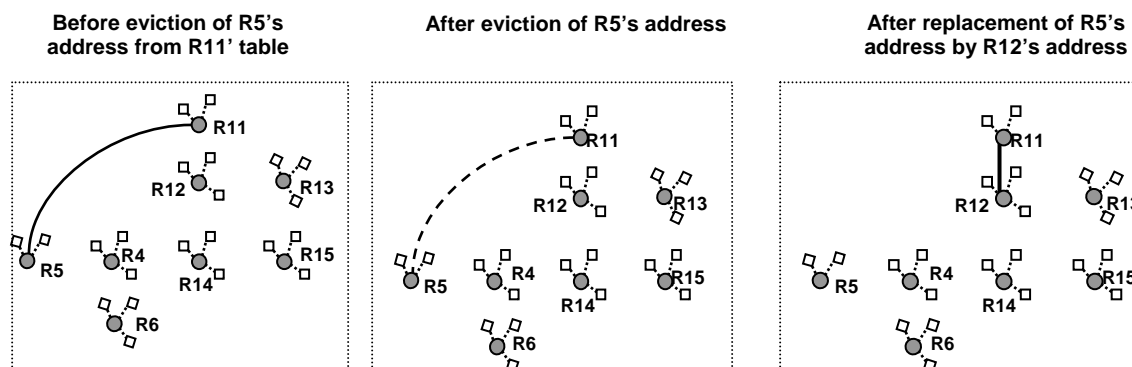 Before eviction of R5's
address from R11' table
After eviction of R5's address
After replacement of R5's
address by R12's address
R11
R12
R13
R5
R4
R14
R15
R6
R11
R12
R13
R5
R4
R14
R15
R6
R11
R12
R13
R5
R4
R14
R15
R6